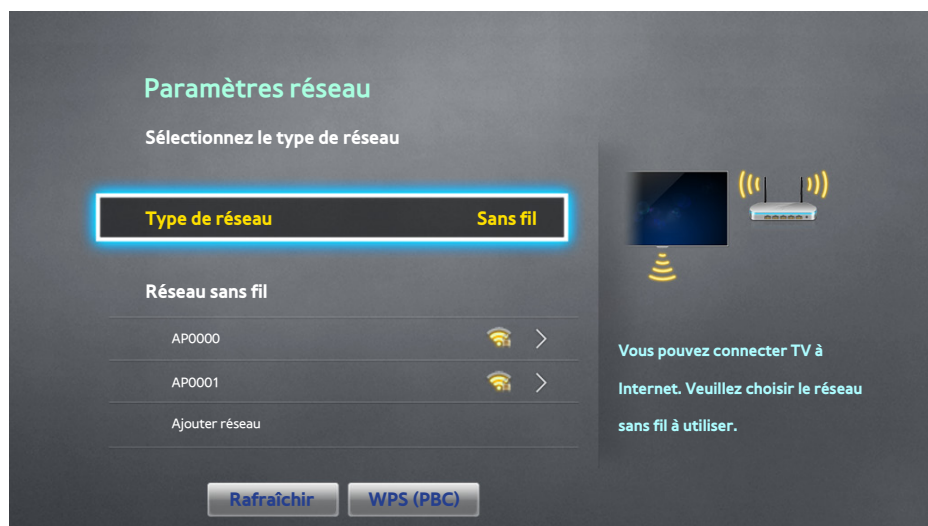 Paramètres réseau
Sélectionnez le type de réseau
Type de réseau Sans fil
Réseau sans fil
AP0000
AP0001
Ajouter réseau
Rafraîchir WPS (PBC)
Vous pouvez connecter TV à
Internet. Veuillez choisir le réseau
sans fil à utiliser.